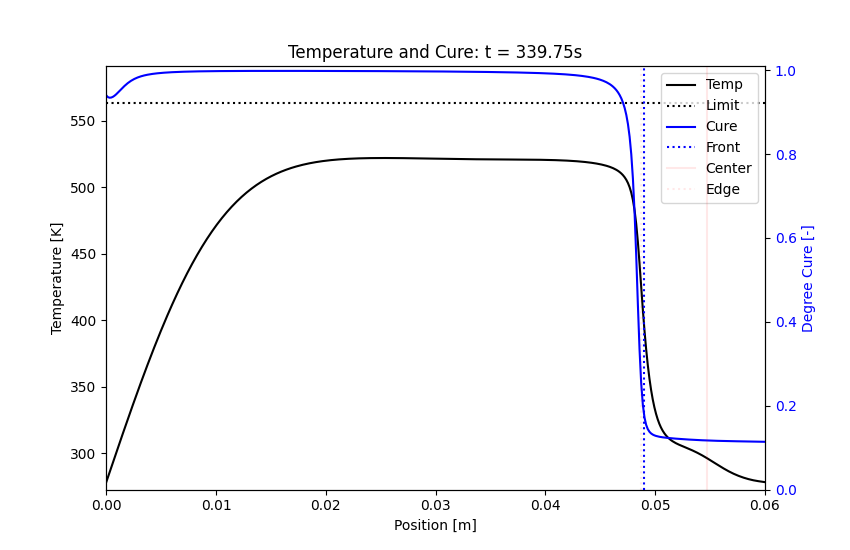 Temperature and Cure: t = 339.75s
Temp
Limit
Cure
Front
Center
Edge
Temperature [K]
550
500
450
400
350
300
Degree Cure [-]
1.0
0.8
0.6
0.4
0.2
0.0
0.00 0.01 0.02 0.03 0.04 0.05 0.06
Position [m]